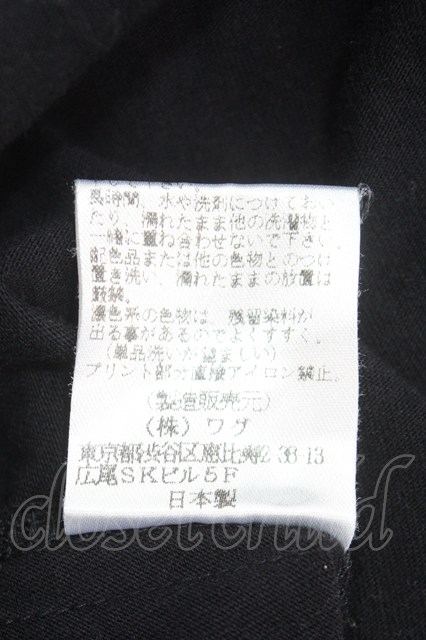 長時間、水や洗剤につけておい
たり、濡れたまま他の洗濯物と
一緒に重ね合わせないで下さい。
配色品または他の色物とのつけ
置き洗い、濡れたままの放置は
厳禁。
濃色系の色物は、残留染料が
出る事があるのでよくすすぐ。
(単品洗いが望ましい)
プリント部分直接アイロン禁止。
(製造販売元)
(株)ワグ
東京都渋谷区恵比寿2-36-13
広尾SKビル5F
日本製
closet child